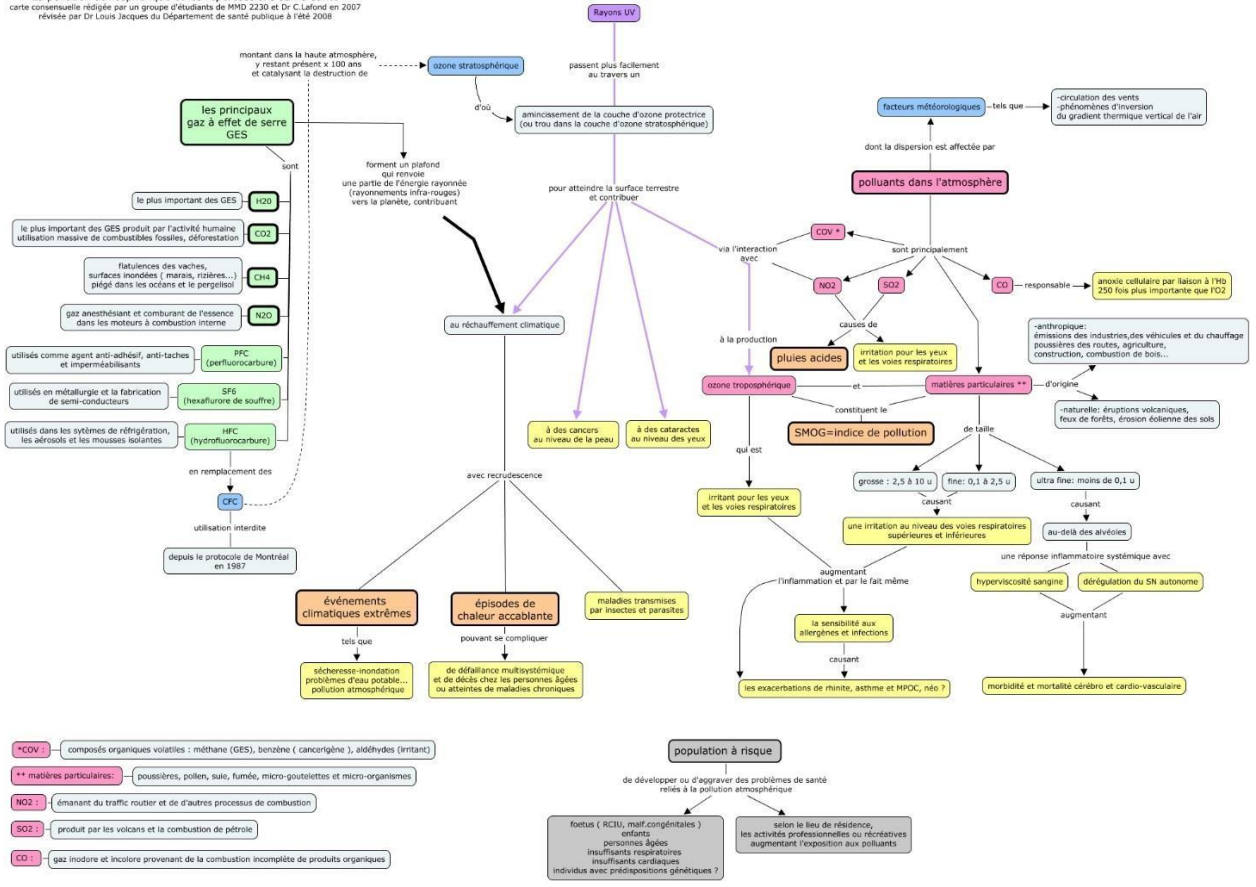 carte consensuelle rédigée par un groupe d'étudiants de MMD 2230 et Dr C.Lafond en 2007
révisée par Dr Louis Jacques du Département de santé publique à l'été 2008
Rayons UV
montant dans la haute atmosphère,
y restant présent x 100 ans
et catalysant la destruction de
ozone stratosphérique
passent plus facilement
au travers un
d'où
amincissement de la couche d'ozone protectrice
(ou trou dans la couche d'ozone stratosphérique)
facteurs météorologiques
tels que
-circulation des vents
-phénomènes d'inversion
du gradient thermique vertical de l'air
dont la dispersion est affectée par
polluants dans l'atmosphère
les principaux
gaz à effet de serre
GES
sont
forment un plafond
qui renvoie
une partie de l'énergie rayonnée
(rayonnements infra-rouges)
vers la planète, contribuant
pour atteindre la surface terrestre
et contribuer
le plus important des GES
H20
le plus important des GES produit par l'activité humaine
utilisation massive de combustibles fossiles, déforestation
CO2
flatulences des vaches,
surfaces inondées ( marais, rizières...)
piégé dans les océans et le pergelisol
CH4
gaz anesthésiant et comburant de l'essence
dans les moteurs à combustion interne
N2O
utilisés comme agent anti-adhésif, anti-taches
et imperméabilisants
PFC
(perfluorocarbure)
utilisés en métallurgie et la fabrication
de semi-conducteurs
SF6
(hexaflurore de souffre)
utilisés dans les sytèmes de réfrigération,
les aérosols et les mousses isolantes
HFC
(hydrofluorocarbure)
en remplacement des
CFC
utilisation interdite
depuis le protocole de Montréal
en 1987
COV *
via l'interaction
avec
sont principalement
NO2
SO2
CO
responsable
anoxie cellulaire par liaison à l'Hb
250 fois plus importante que l'O2
au réchauffement climatique
causes de
à la production
pluies acides
irritation pour les yeux
et les voies respiratoires
-anthropique:
émissions des industries,des véhicules et du chauffage
poussières des routes, agriculture,
construction, combustion de bois...
ozone troposphérique
et
matières particulaires **
d'origine
-naturelle: éruptions volcaniques,
feux de forêts, érosion éolienne des sols
constituent le
SMOG=indice de pollution
à des cancers
au niveau de la peau
à des cataractes
au niveau des yeux
de taille
qui est
avec recrudescence
grosse : 2,5 à 10 u
fine: 0,1 à 2,5 u
ultra fine: moins de 0,1 u
irritant pour les yeux
et les voies respiratoires
causant
causant
une irritation au niveau des voies respiratoires
supérieures et inférieures
au-delà des alvéoles
une réponse inflammatoire systémique avec
augmentant
l'inflammation et par le fait même
hyperviscosité sangine
dérégulation du SN autonome
événements
climatiques extrêmes
épisodes de
chaleur accablante
maladies transmises
par insectes et parasites
la sensibilité aux
allergènes et infections
augmentant
tels que
pouvant se compliquer
causant
sécheresse-inondation
problèmes d'eau potable...
pollution atmosphérique
de défaillance multisystémique
et de décès chez les personnes âgées
ou atteintes de maladies chroniques
les exacerbations de rhinite, asthme et MPOC, néo ?
morbidité et mortalité cérébro et cardio-vasculaire
*COV :
composés organiques volatiles : méthane (GES), benzène ( cancerigène ), aldéhydes (irritant)
** matières particulaires:
poussières, pollen, suie, fumée, micro-goutelettes et micro-organismes
NO2 :
émanant du traffic routier et de d'autres processus de combustion
SO2 :
produit par les volcans et la combustion de pétrole
CO :
gaz inodore et incolore provenant de la combustion incomplète de produits organiques
population à risque
de développer ou d'aggraver des problèmes de santé
reliés à la pollution atmosphérique
foetus ( RCIU, malf.congénitales )
enfants
personnes âgées
insuffisants respiratoires
insuffisants cardiaques
individus avec prédispositions génétiques ?
selon le lieu de résidence,
les activités professionnelles ou récréatives
augmentant l'exposition aux polluants